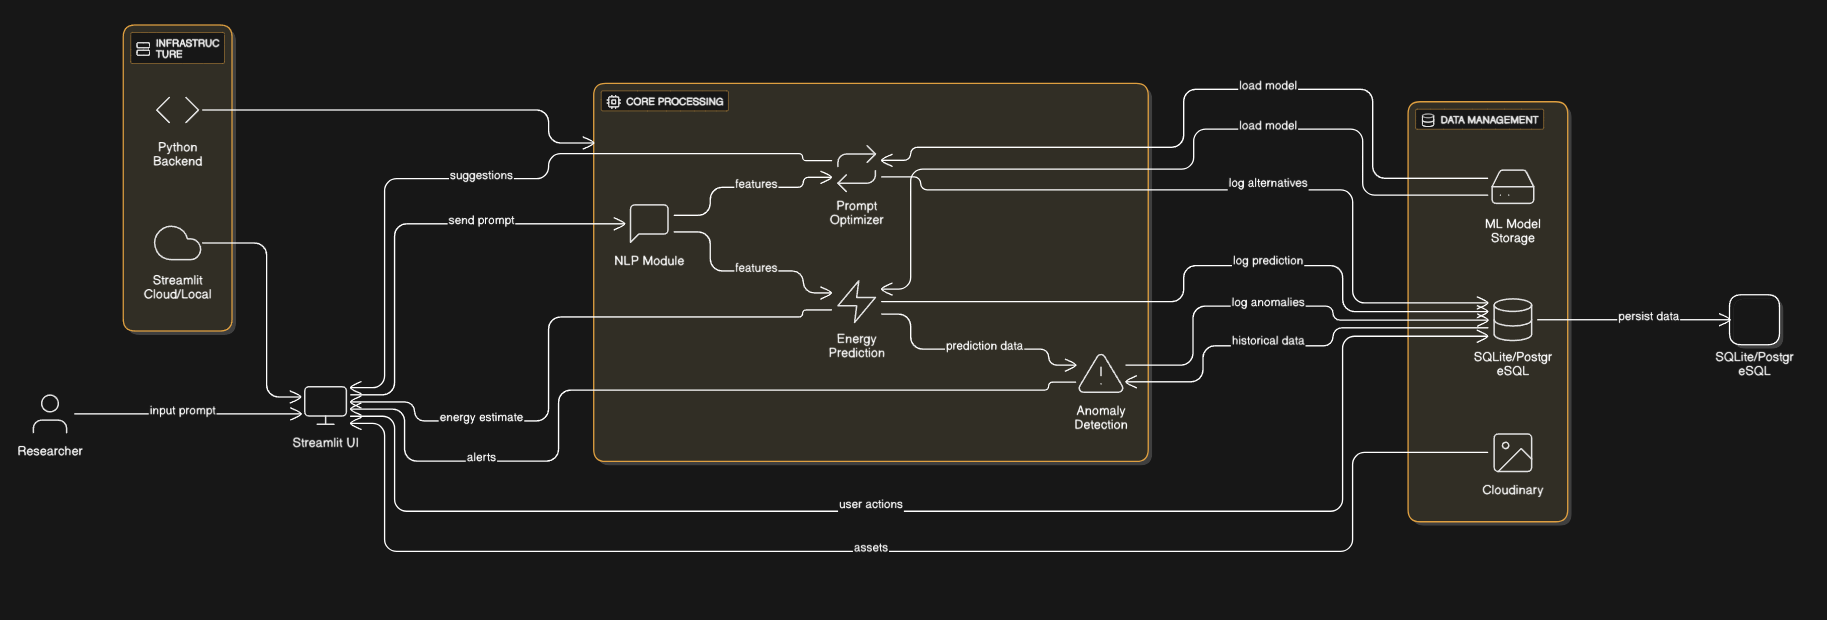 INFRASTRUC
TURE
Python
Backend
Streamlit
Cloud/Local
Researcher
input prompt
Streamlit UI
suggestions
send prompt
energy estimate
alerts
user actions
assets
CORE PROCESSING
NLP Module
features
features
Prompt
Optimizer
Energy
Prediction
prediction data
Anomaly
Detection
load model
load model
log alternatives
log prediction
log anomalies
historical data
DATA MANAGEMENT
ML Model
Storage
SQLite/Postgr
eSQL
Cloudinary
persist data
SQLite/Postgr
eSQL